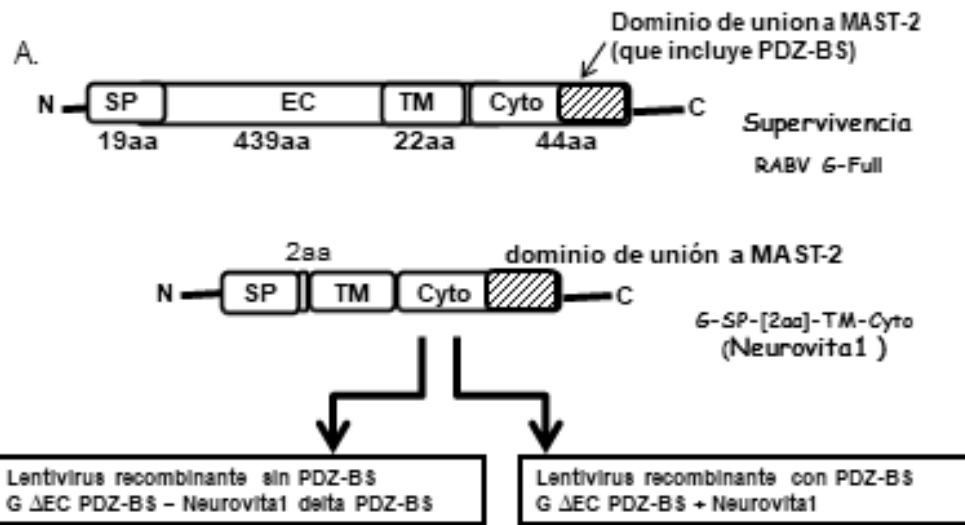 Dominio de union a MAST-2
(que incluye PDZ-BS)
A.
N SP EC TM Cyto C
19aa 439aa 22aa 44aa
Supervivencia
RABV G-Full
2aa dominio de unión a MAST-2
N SP TM Cyto C
G-SP-[2aa]-TM-Cyto
(Neurovita1 )
Lentivirus recombinante sin PDZ-BS
G ΔEC PDZ-BS – Neurovita1 delta PDZ-BS
Lentivirus recombinante con PDZ-BS
G ΔEC PDZ-BS + Neurovita1